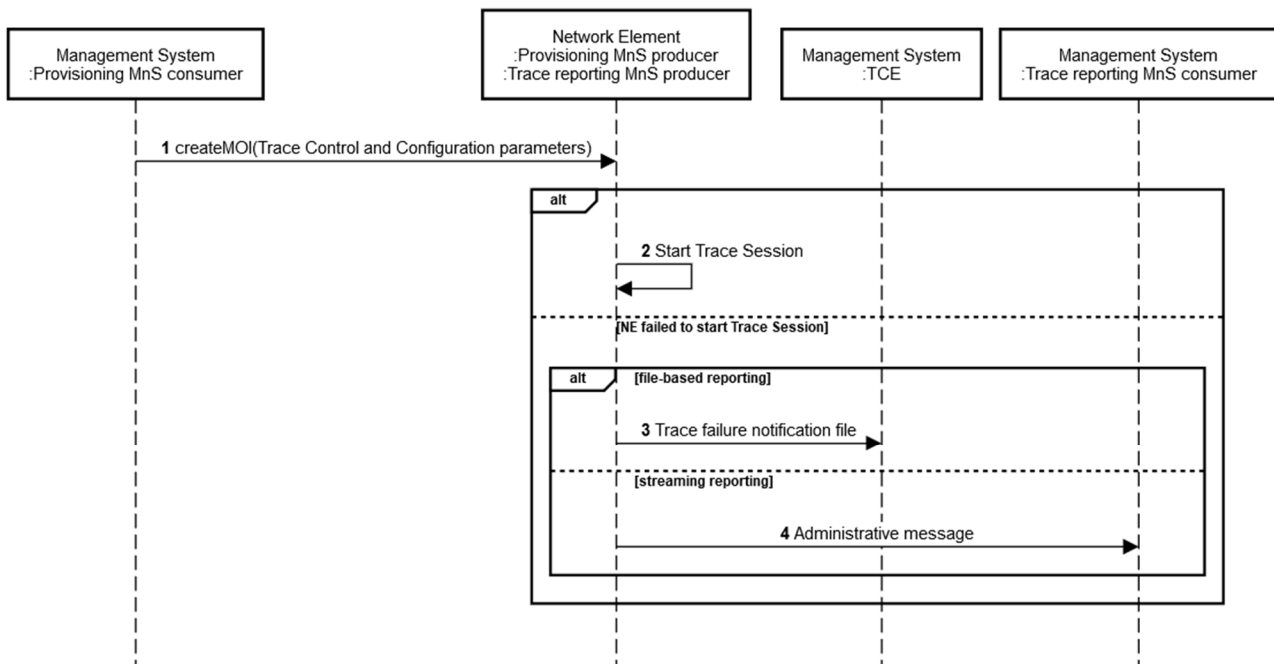 Management System
:Provisioning MnS consumer
Network Element
:Provisioning MnS producer
:Trace reporting MnS producer
Management System
:TCE
Management System
:Trace reporting MnS consumer
1 createMOI(Trace Control and Configuration parameters)
alt
2 Start Trace Session
[NE failed to start Trace Session]
alt [file-based reporting]
3 Trace failure notification file
[streaming reporting]
4 Administrative message